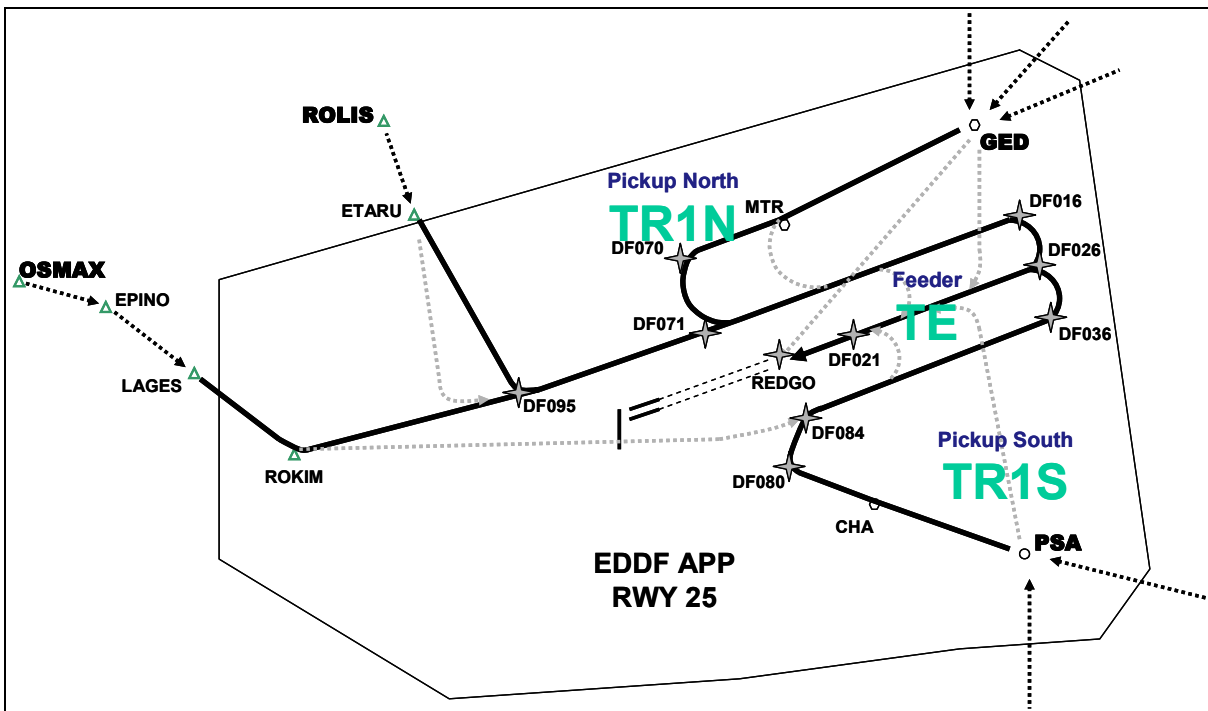 ROLIS
GED
Pickup North
TR1N
MTR
DF016
ETARU
DF070
DF026
OSMAX
EPINO
Feeder
TE
DF071
DF021
DF036
REDGO
LAGES
DF095
DF084
ROKIM
Pickup South
TR1S
DF080
CHA
PSA
EDDF APP
RWY 25